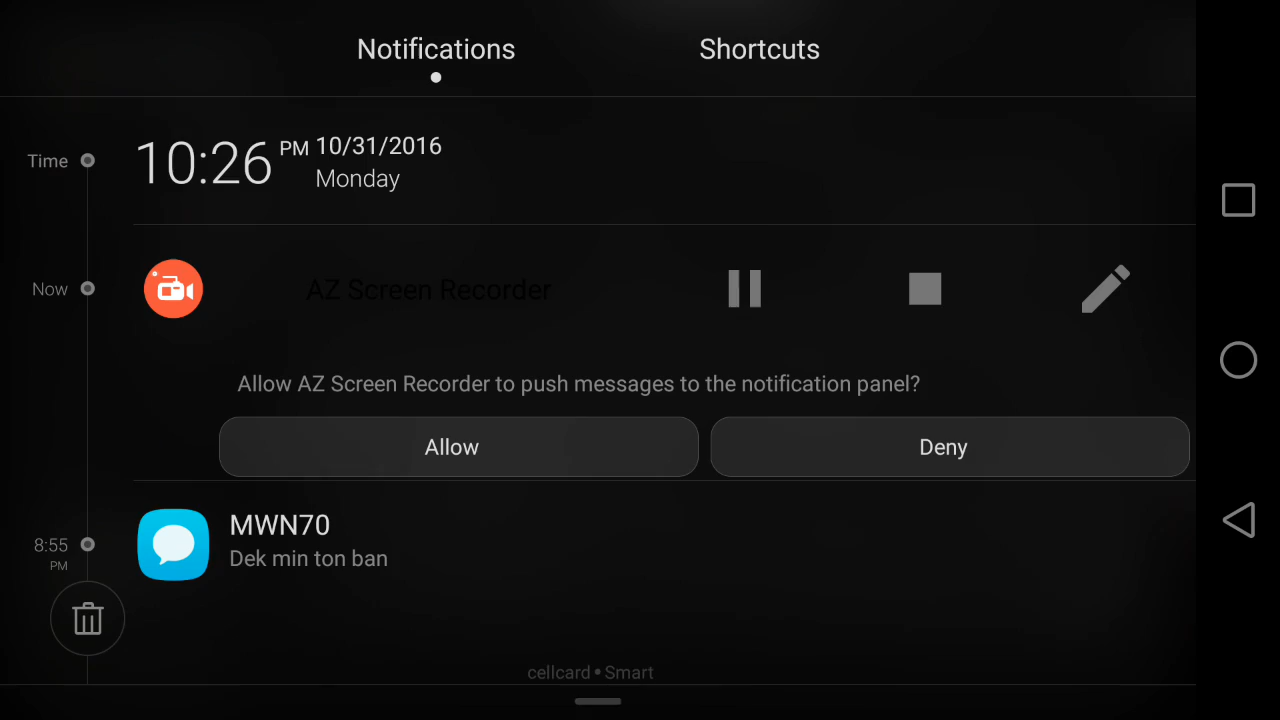 Notifications
Shortcuts
Time
10:26 PM 10/31/2016
Monday
Now
AZ Screen Recorder
Allow AZ Screen Recorder to push messages to the notification panel?
Allow
Deny
8:55
PM
MWN70
Dek min ton ban
cellcard • Smart